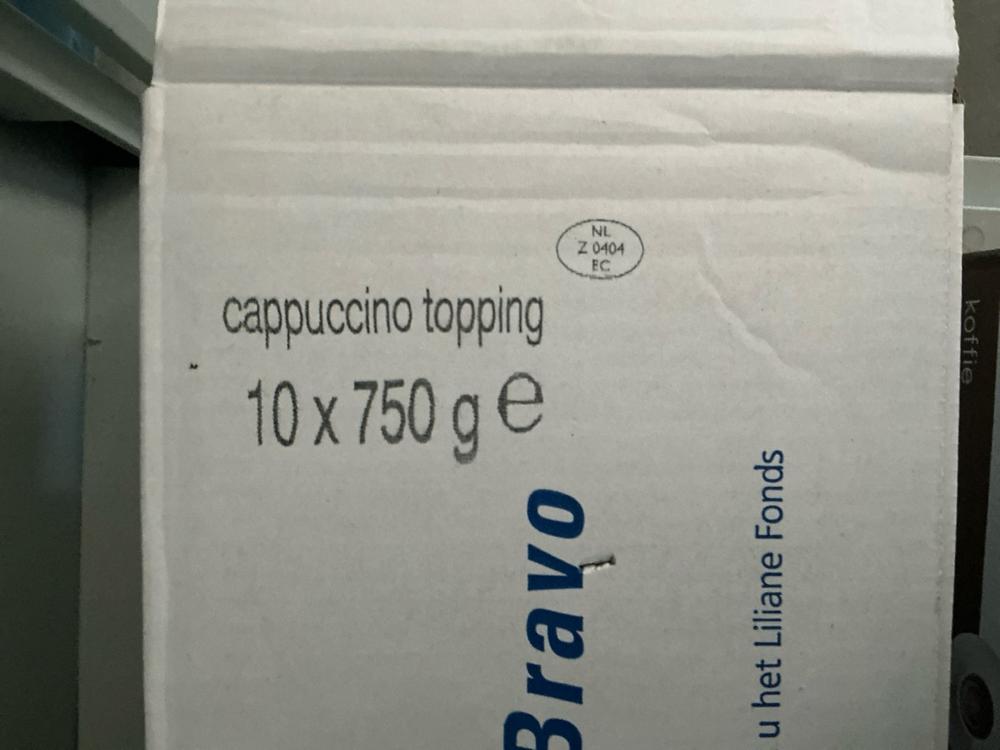 NL
Z 0404
EC
cappuccino topping
10 x 750 g e
Bravo
u het Liliane Fonds
koffie